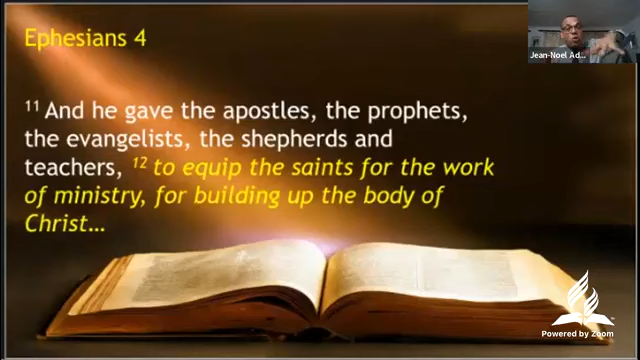 Ephesians 4
Jean-Noel Ad...
11 And he gave the apostles, the prophets,
the evangelists, the shepherds and
teachers, 12 to equip the saints for the work
of ministry, for building up the body of
Christ…
Powered by Zoom